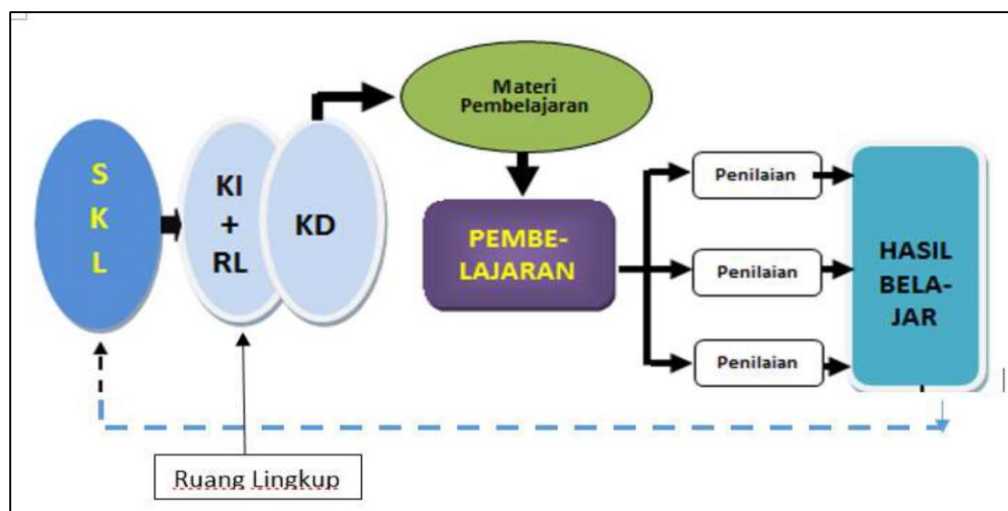 S
K
L
KI
+
RL
KD
Materi
Pembelajaran
PEMBE-
LAJARAN
Penilaian
Penilaian
Penilaian
HASIL
BELA-
JAR
Ruang Lingkup